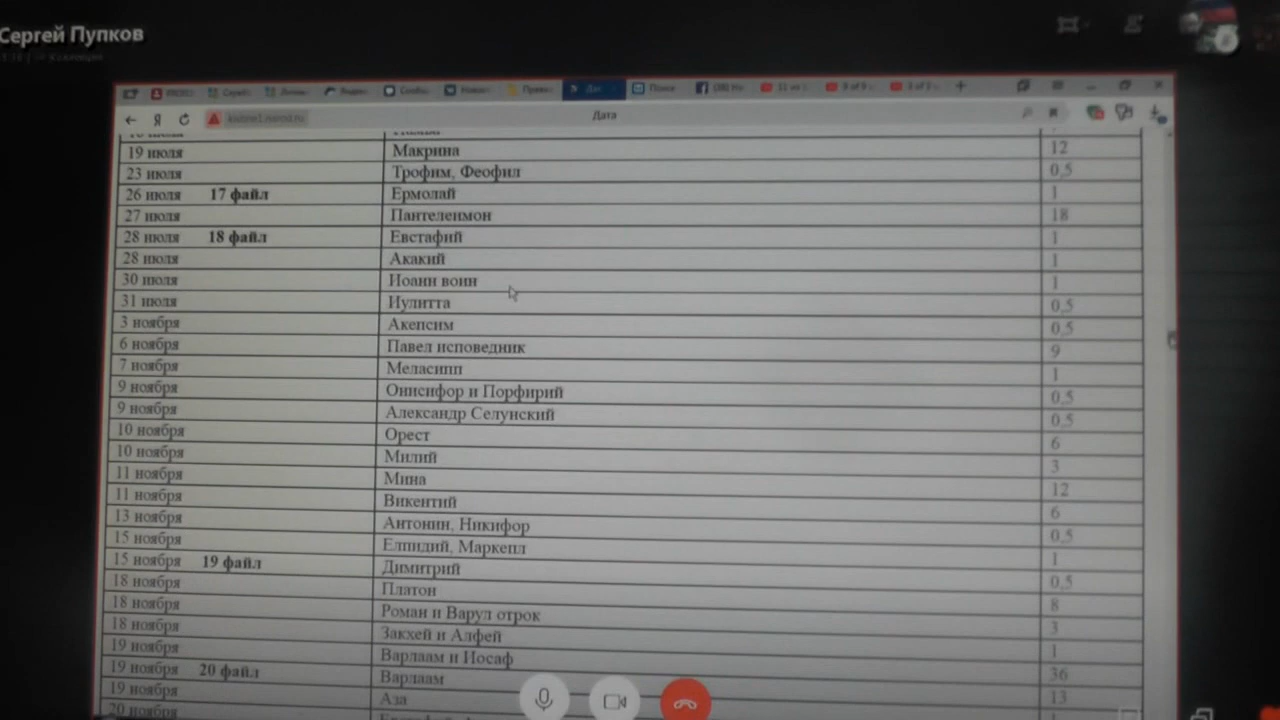 Сергей Пупков
Дата
19 июля Макрина 12
23 июля Трофим, Феофил 0,5
26 июля 17 файл Ермолай 1
27 июля Пантелеимон 18
28 июля 18 файл Евстафий 1
28 июля Акакий 1
30 июля Иоанн воин 1
31 июля Иулитта 0,5
3 ноября Акепсим 0,5
6 ноября Павел исповедник 9
7 ноября Меласипп 1
9 ноября Онисифор и Порфирий 0,5
9 ноября Александр Селунский 0,5
10 ноября Орест 6
10 ноября Милий 3
11 ноября Мина 12
11 ноября Викентий 6
13 ноября Антонин, Никифор 0,5
15 ноября Елпидий, Маркепл 1
15 ноября 19 файл Димитрий 0,5
18 ноября Платон 8
18 ноября Роман и Варул отрок 3
18 ноября Закхей и Алфей 1
19 ноября Варлаам и Иосаф 36
19 ноября 20 файл Варлаам 13
19 ноября Аза
20 ноября